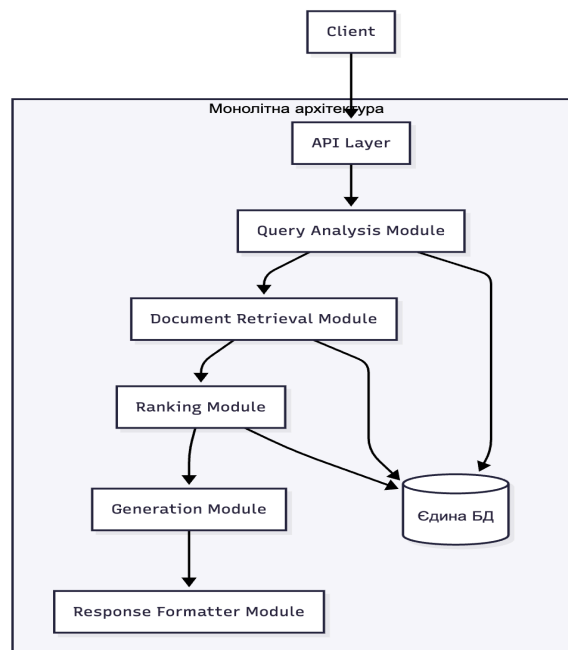 Client
Монолітна архітектура
API Layer
Query Analysis Module
Document Retrieval Module
Ranking Module
Generation Module
Єдина БД
Response Formatter Module